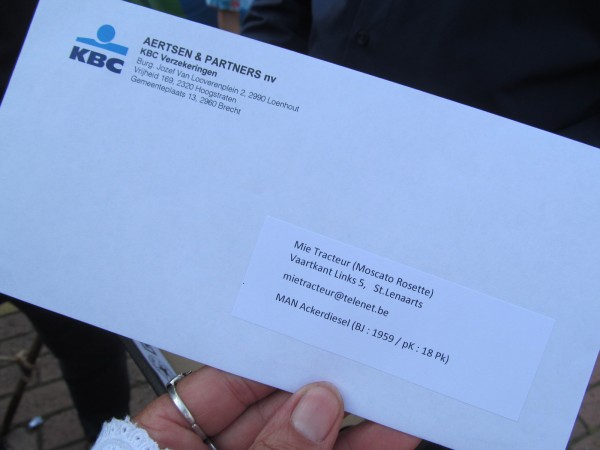 KBC
AERTSEN & PARTNERS nv
KBC Verzekeringen
Burg. Jozef Van Looverenplein 2, 2990 Loenhout
Vrijheid 169, 2320 Hoogstraten
Gemeenteplaats 13, 2960 Brecht
Mie Tracteur (Moscato Rosette)
Vaartkant Links 5, St.Lenaarts
mietracteur@telenet.be
MAN Ackerdiesel (BJ : 1959 / pK : 18 Pk)